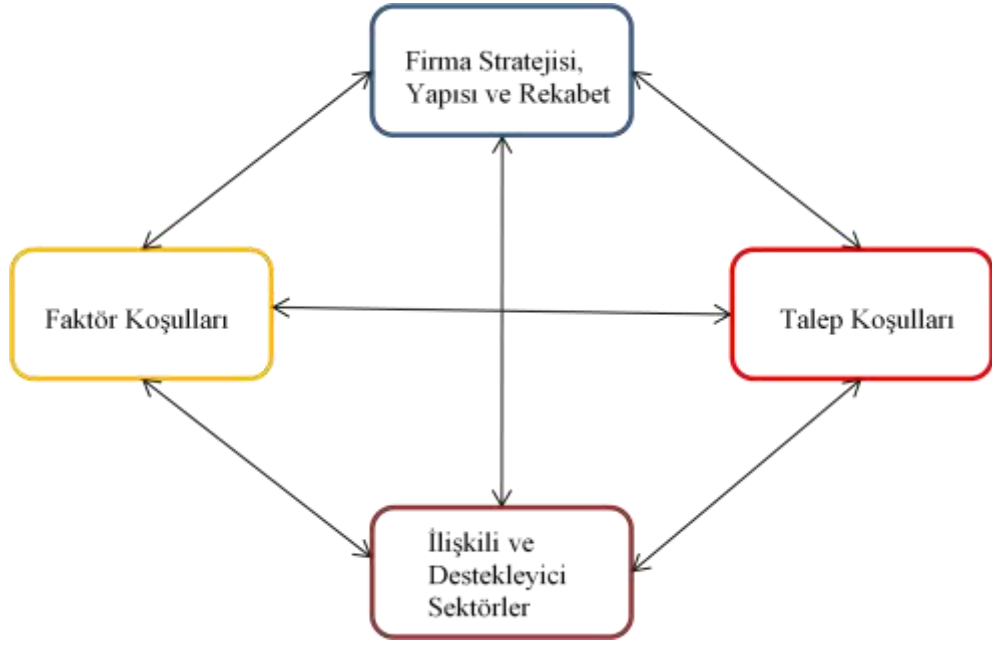 Firma Stratejisi,
Yapısı ve Rekabet
Faktör Koşulları
Talep Koşulları
İlişkili ve
Destekleyici
Sektörler